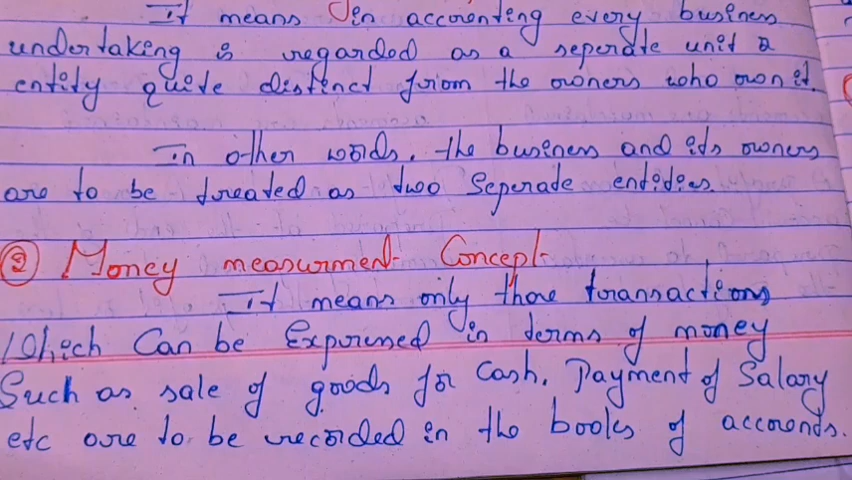 It means in accounting every business
undertaking is regarded as a seperate unit &
entity quite distinct from the owners who own it.
In other words, the business and its owners
are to be treated as two Seperate entities.
② Money measurment Concept-
It means only those transactions
Which Can be Expressed in terms of money
Such as sale of goods for Cash. Payment of Salary
etc are to be recorded in the books of accounts.